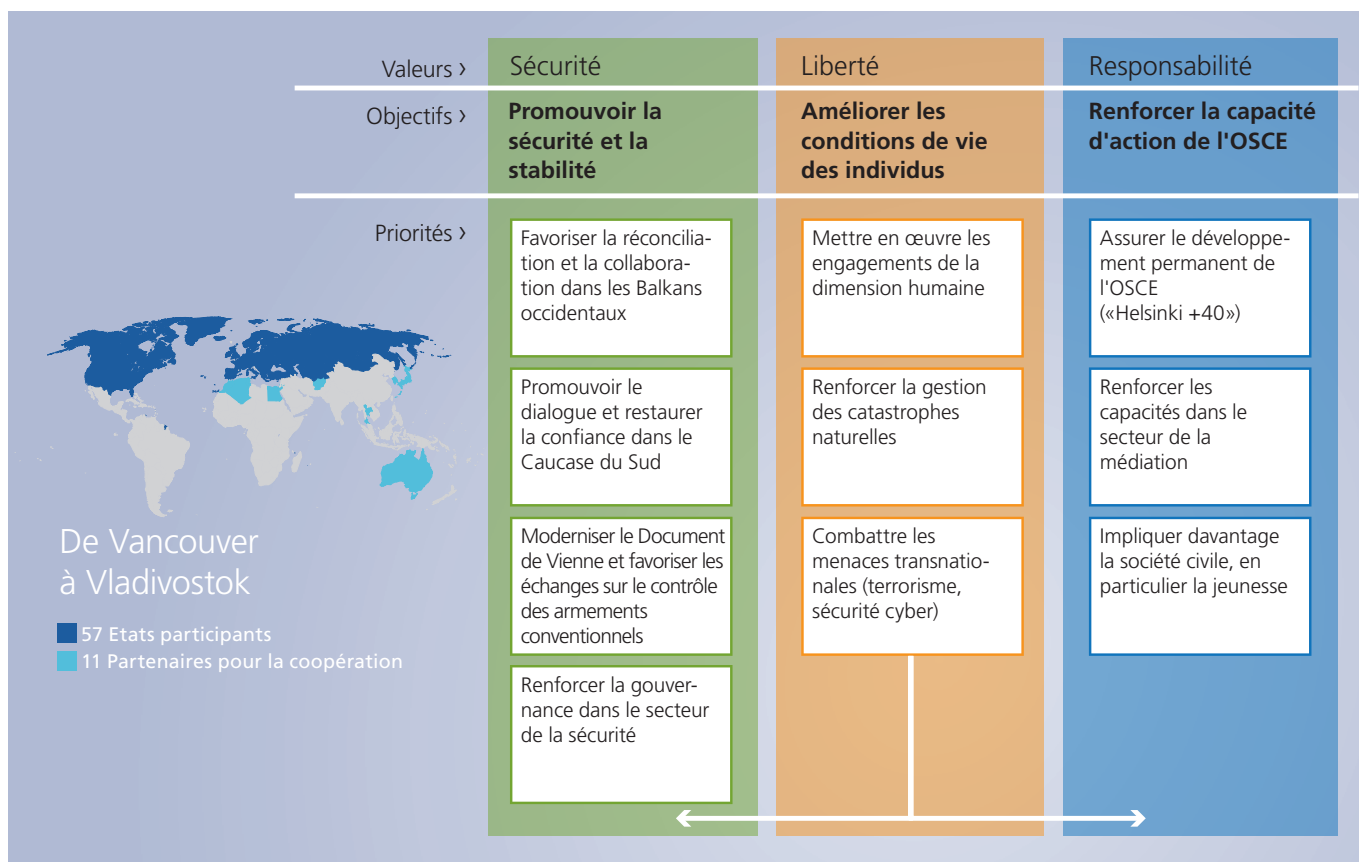 Valeurs ›
Sécurité
Liberté
Responsabilité
Objectifs ›
Promouvoir la
sécurité et la
stabilité
Améliorer les
conditions de vie
des individus
Renforcer la capacité
d'action de l'OSCE
Priorités ›
Favoriser la réconcilia-
tion et la collabora-
tion dans les Balkans
occidentaux
Promouvoir le
dialogue et restaurer
la confiance dans le
Caucase du Sud
Moderniser le Document
de Vienne et favoriser les
échanges sur le contrôle
des armements
conventionnels
Renforcer la gouver-
nance dans le secteur
de la sécurité
Mettre en œuvre les
engagements de la
dimension humaine
Renforcer la gestion
des catastrophes
naturelles
Combattre les
menaces transnatio-
nales (terrorisme,
sécurité cyber)
Assurer le développe-
ment permanent de
l'OSCE
(«Helsinki +40»)
Renforcer les
capacités dans le
secteur de la
médiation
Impliquer davantage
la société civile, en
particulier la jeunesse
De Vancouver
à Vladivostok
57 Etats participants
11 Partenaires pour la coopération